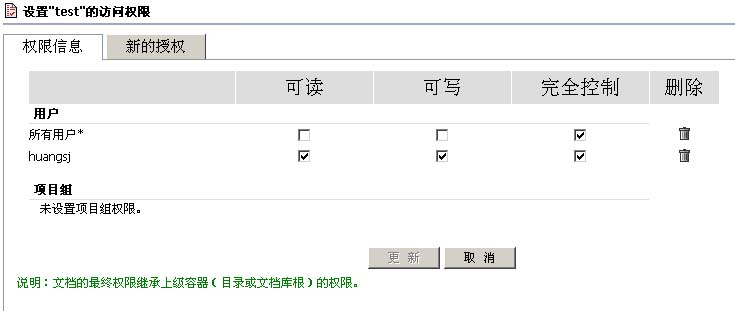 设置"test"的访问权限
权限信息 新的授权
可读 可写 完全控制 删除
用户
所有用户*
huangsj
项目组
未设置项目组权限。
更 新 取 消
说明：文档的最终权限继承上级容器（目录或文档库根）的权限。